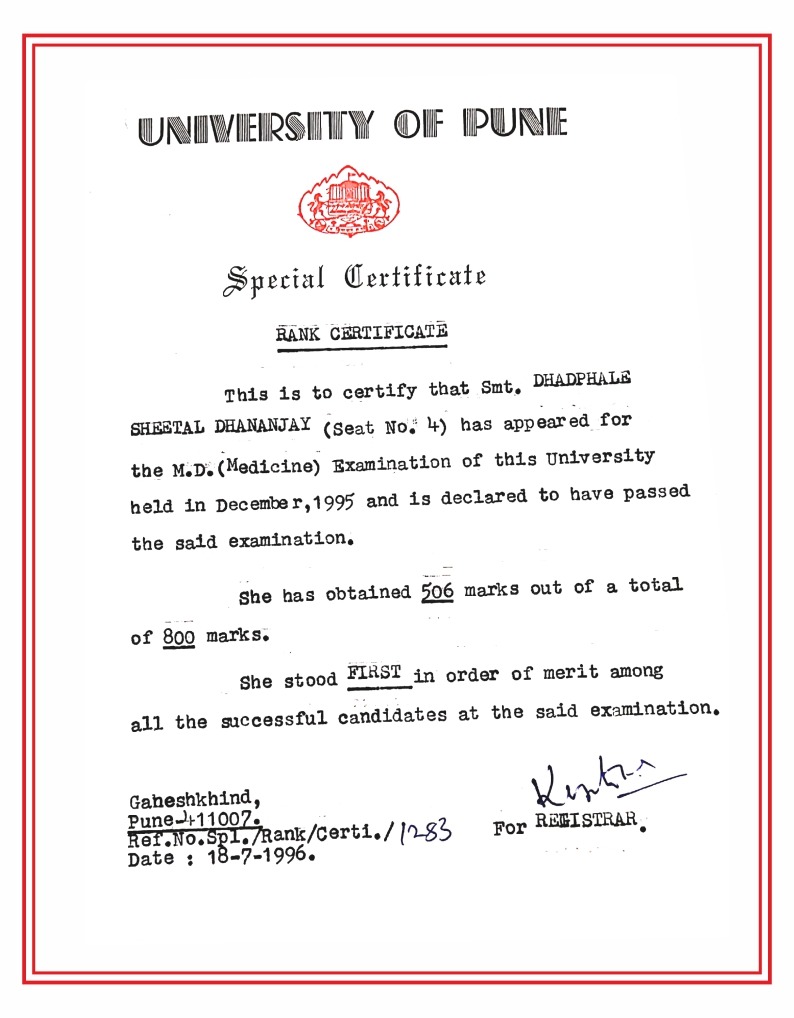 UNIVERSITY OF PUNE
Special Certificate
RANK CERTIFICATE
This is to certify that Smt. DHADPHALE
SHEETAL DHANANJAY (Seat No. 4) has appeared for
the M.D.(Medicine) Examination of this University
held in December,1995 and is declared to have passed
the said examination.
She has obtained 506 marks out of a total
of 800 marks.
She stood FIRST in order of merit among
all the successful candidates at the said examination.
Gaheshkhind,
Pune-411007.
Ref.No.Spl./Rank/Certi./1283
Date : 18-7-1996.
For REGISTRAR.